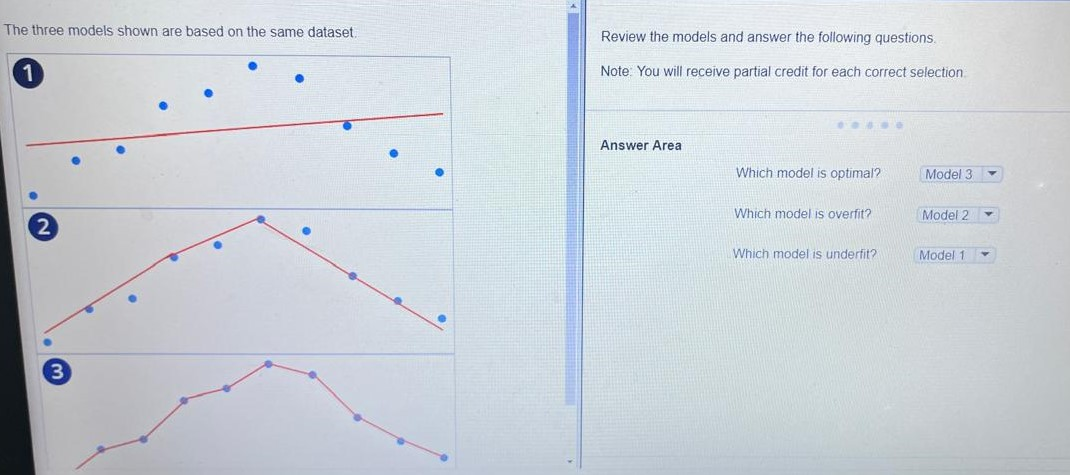 The three models shown are based on the same dataset.
1
2
3
Review the models and answer the following questions.
Note: You will receive partial credit for each correct selection.
Answer Area
Which model is optimal? Model 3
Which model is overfit? Model 2
Which model is underfit? Model 1